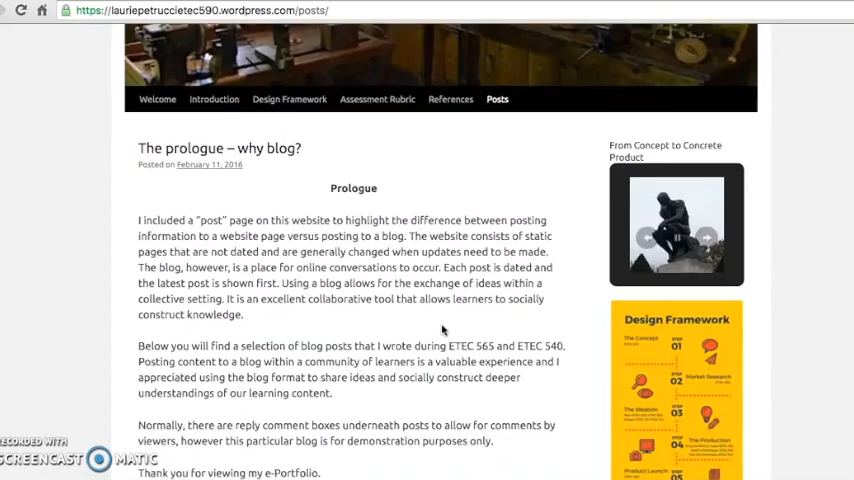 https://lauriepetruccietec590.wordpress.com/posts/
Welcome Introduction Design Framework Assessment Rubric References Posts
The prologue – why blog?
Posted on February 11, 2016
Prologue
I included a "post" page on this website to highlight the difference between posting
information to a website page versus posting to a blog. The website consists of static
pages that are not dated and are generally changed when updates need to be made.
The blog, however, is a place for online conversations to occur. Each post is dated and
the latest post is shown first. Using a blog allows for the exchange of ideas within a
collective setting. It is an excellent collaborative tool that allows learners to socially
construct knowledge.
Below you will find a selection of blog posts that I wrote during ETEC 565 and ETEC 540.
Posting content to a blog within a community of learners is a valuable experience and I
appreciated using the blog format to share ideas and socially construct deeper
understandings of our learning content.
Normally, there are reply comment boxes underneath posts to allow for comments by
viewers, however this particular blog is for demonstration purposes only.
Thank you for viewing my e-Portfolio.
From Concept to Concrete
Product
Design Framework
The Concept
STEP
01
STEP
02
Market Research
The Ideation
STEP
03
STEP
04
The Production
Product Launch
STEP
05
RECORDED WITH
SCREENCAST MATIC